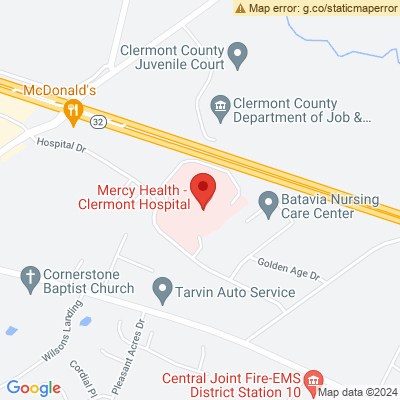 Map error: g.co/staticmaperror
Clermont County
Juvenile Court
McDonald's
Clermont County
Department of Job &...
32
Hospital Dr
Mercy Health -
Clermont Hospital
Batavia Nursing
Care Center
Golden Age Dr
Cornerstone
Baptist Church
Tarvin Auto Service
Wilsons Landing
Pleasant Acres Dr
Cordial Pl
Central Joint Fire-EMS
District Station 10
Google
Map data ©2024